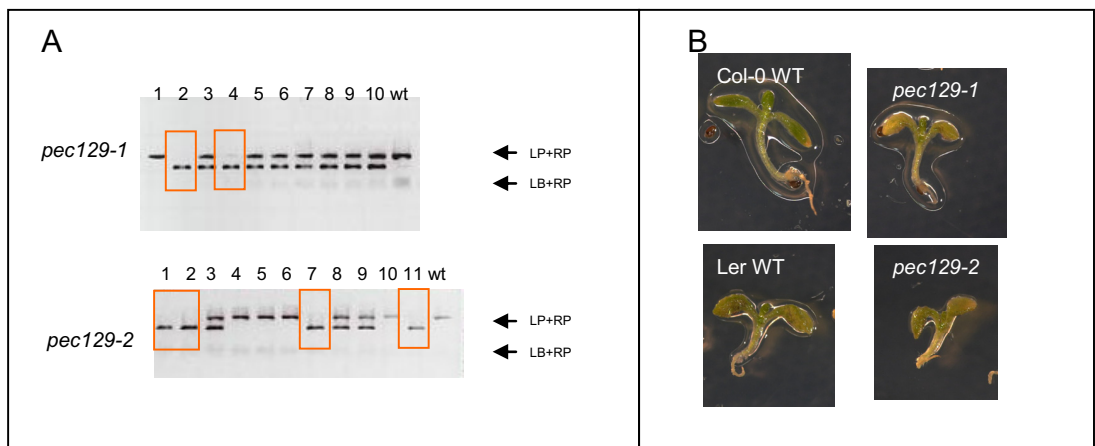 A
1 2 3 4 5 6 7 8 9 10 wt
pec129-1
LP+RP
LB+RP
1 2 3 4 5 6 7 8 9 10 11 wt
pec129-2
LP+RP
LB+RP
B
Col-0 WT
pec129-1
Ler WT
pec129-2